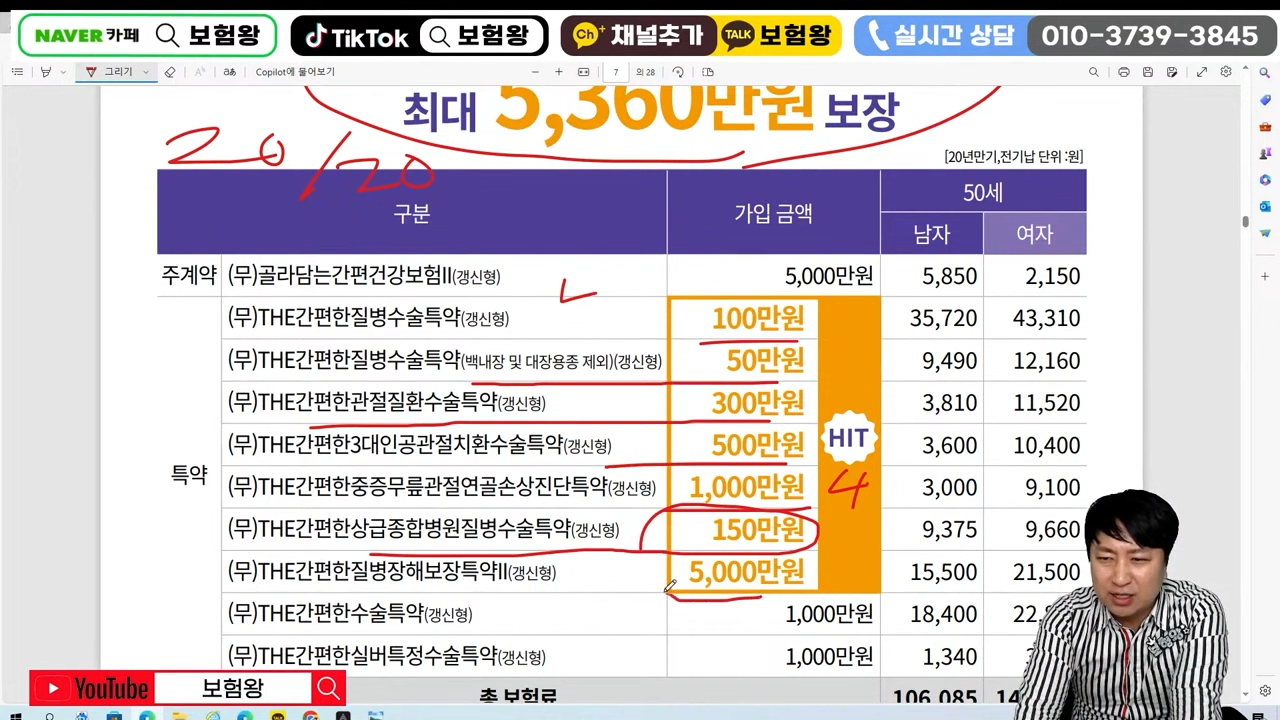 NAVER 카페 보험왕 TikTok 보험왕 Ch+ 채널추가 TALK 보험왕 실시간 상담 010-3739-3845
그리기 Copilot에 물어보기 7 의 28
최대 5,360만원 보장
20/20
[20년만기,전기납 단위 :원]
구분 가입 금액 50세
남자 여자
주계약 (무)골라담는간편건강보험II(갱신형) 5,000만원 5,850 2,150
(무)THE간편한질병수술특약(갱신형) 100만원 35,720 43,310
(무)THE간편한질병수술특약(백내장 및 대장용종 제외)(갱신형) 50만원 9,490 12,160
(무)THE간편한관절질환수술특약(갱신형) 300만원 3,810 11,520
(무)THE간편한3대인공관절치환수술특약(갱신형) 500만원 HIT 3,600 10,400
특약
(무)THE간편한중증무릎관절연골손상진단특약(갱신형) 1,000만원 4 3,000 9,100
(무)THE간편한상급종합병원질병수술특약(갱신형) 150만원 9,375 9,660
(무)THE간편한질병장해보장특약II(갱신형) 5,000만원 15,500 21,500
(무)THE간편한수술특약(갱신형) 1,000만원 18,400
(무)THE간편한실버특정수술특약(갱신형) 1,000만원 1,340
총 보험료 106,085
YouTube 보험왕